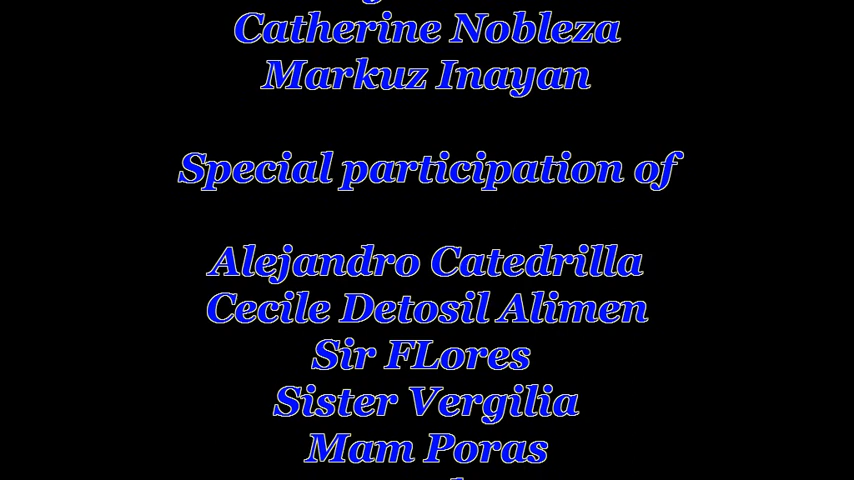 Catherine Nobleza
Markuz Inayan
Special participation of
Alejandro Catedrilla
Cecile Detosil Alimen
Sir FLores
Sister Vergilia
Mam Poras